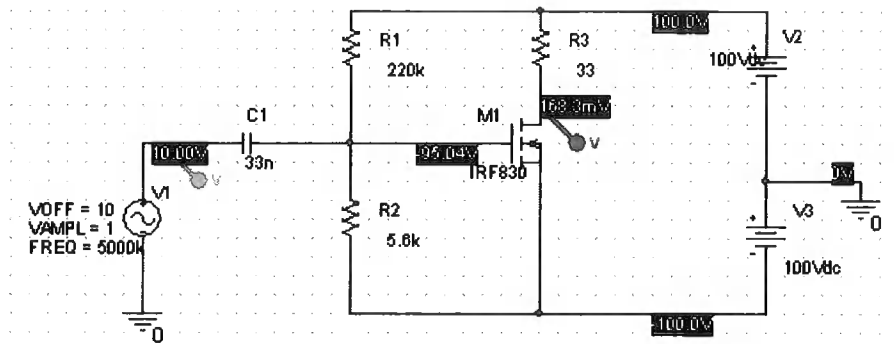 100.0V
V2
R1
R3
100Vdc
220k
33
C1
M1
168.3mV
10.00V
33n
-95.04V
V
V
IRF830
0V
V1
VOFF = 10
VAMPL = 1
FREQ = 5000k
R2
5.6k
V3
0
100Vdc
0
-100.0V